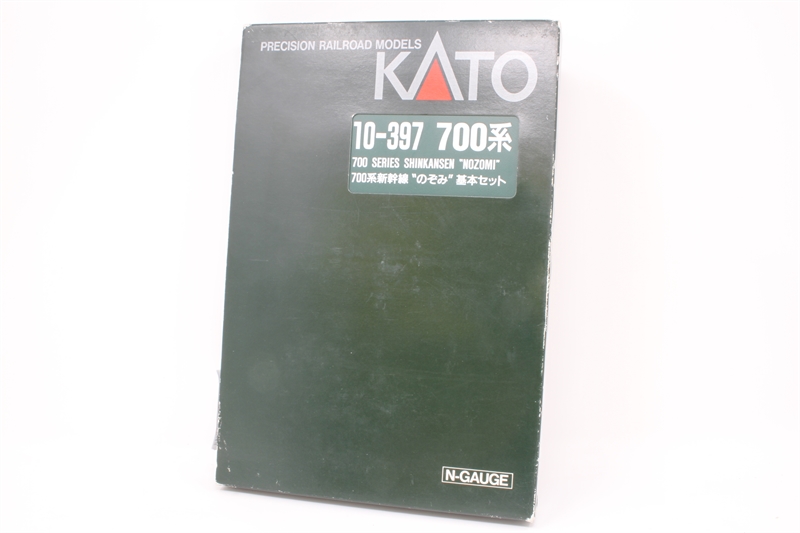 PRECISION RAILROAD MODELS
KATO
10-397 700系
700 SERIES SHINKANSEN "NOZOMI"
700系新幹線“のぞみ”基本セット
N-GAUGE